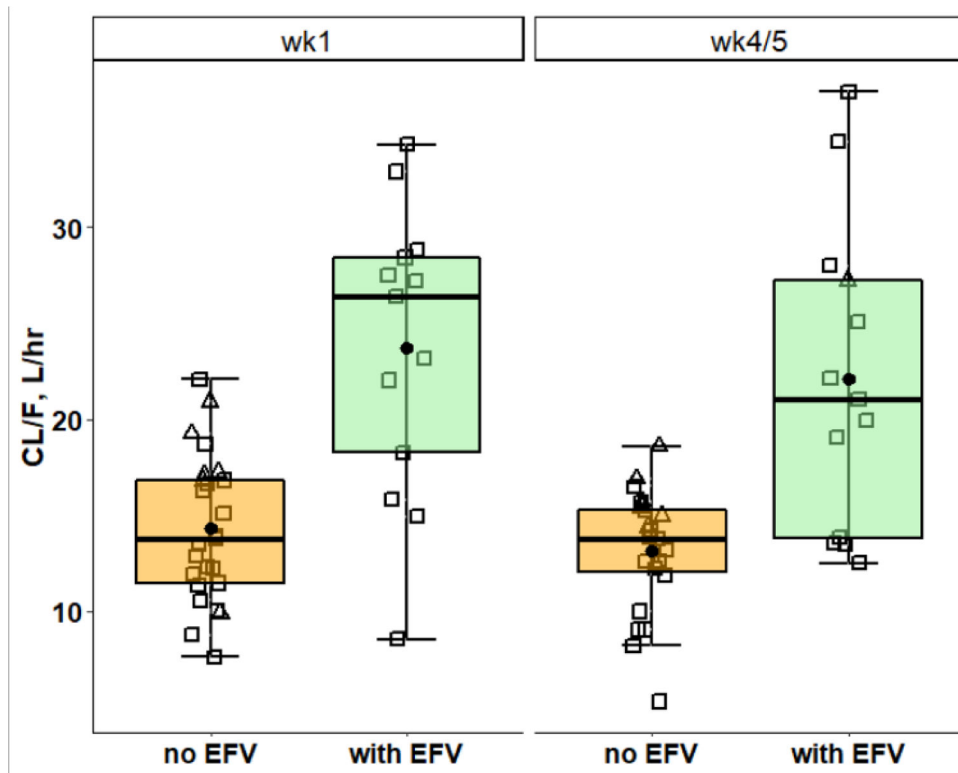 wk1
wk4/5
CL/F, L/hr
30
20
10
no EFV
with EFV
no EFV
with EFV